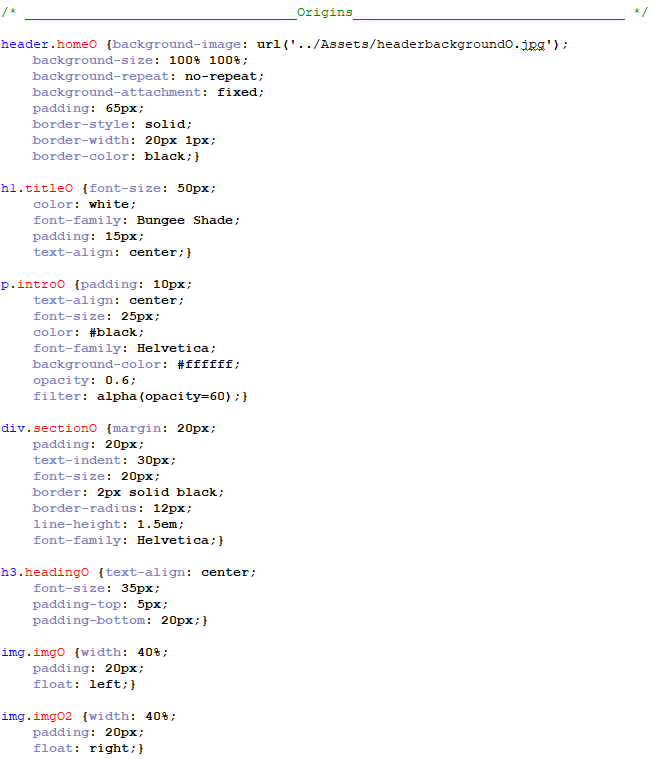 /* __________________________________Origins__________________________________ */
header.homeO {background-image: url('../Assets/headerbackgroundO.jpg');
background-size: 100% 100%;
background-repeat: no-repeat;
background-attachment: fixed;
padding: 65px;
border-style: solid;
border-width: 20px 1px;
border-color: black;}
h1.titleO {font-size: 50px;
color: white;
font-family: Bungee Shade;
padding: 15px;
text-align: center;}
p.introO {padding: 10px;
text-align: center;
font-size: 25px;
color: #black;
font-family: Helvetica;
background-color: #ffffff;
opacity: 0.6;
filter: alpha(opacity=60);}
div.sectionO {margin: 20px;
padding: 20px;
text-indent: 30px;
font-size: 20px;
border: 2px solid black;
border-radius: 12px;
line-height: 1.5em;
font-family: Helvetica;}
h3.headingO {text-align: center;
font-size: 35px;
padding-top: 5px;
padding-bottom: 20px;}
img.imgO {width: 40%;
padding: 20px;
float: left;}
img.imgO2 {width: 40%;
padding: 20px;
float: right;}